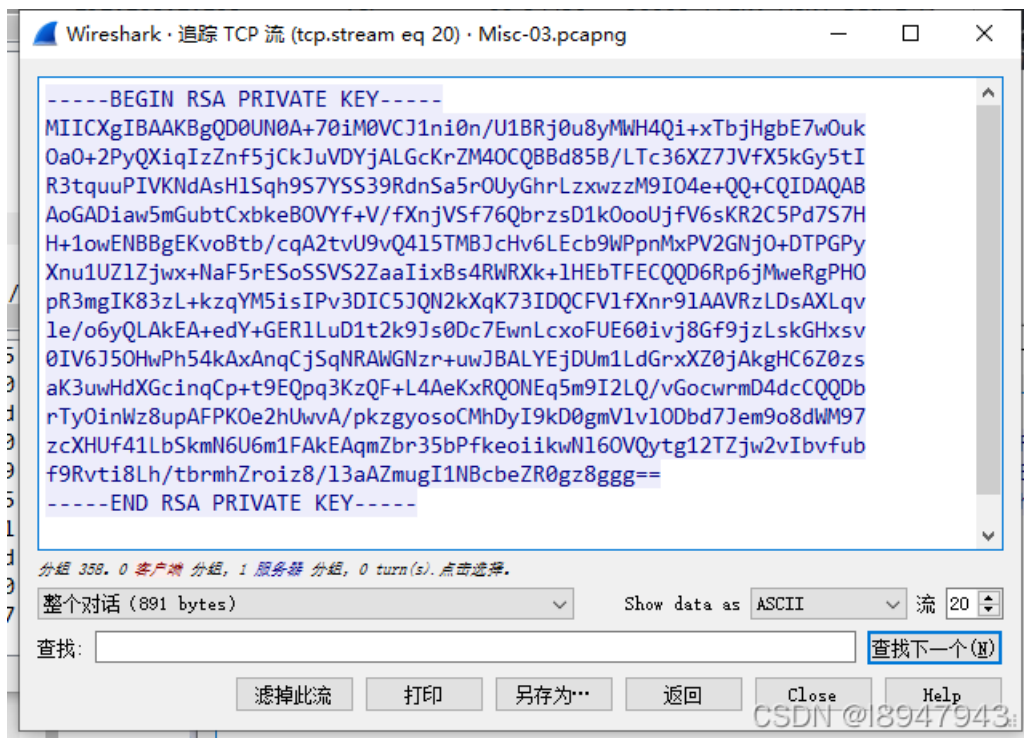 Wireshark · 追踪 TCP 流 (tcp.stream eq 20) · Misc-03.pcapng
-----BEGIN RSA PRIVATE KEY-----
MIICXgIBAAKBgQD0UN0A+70iM0VCJ1ni0n/U1BRj0u8yMWH4Qi+xTbjHgbE7wOuk
OaO+2PyQXiqIzZnf5jCkJuVDYjALGcKrZM4OCQBBd85B/LTc36XZ7JVfX5kGy5tI
R3tquuPIVKNdAsHlSqh9S7YSS39RdnSa5rOUyGhrLzxwzzM9IO4e+QQ+CQIDAQAB
AoGADiaw5mGubtCxbkeBOVYf+V/fXnjVSf76QbrzsD1kOooUjfV6sKR2C5Pd7S7H
H+1owENBBgEKvoBtb/cqA2tvU9vQ4l5TMBJcHv6LEcb9WPpnMxPV2GNjO+DTPGPy
Xnu1UZlZjwx+NaF5rESoSSVS2ZaaIixBs4RWRXk+lHEbTFECQQD6Rp6jMweRgPHO
pR3mgIK83zL+kzqYM5isIPv3DIC5JQN2kXqK73IDQCFVlfXnr9lAAVRzLDsAXLqv
le/o6yQLAkEA+edY+GERlLuD1t2k9Js0Dc7EwnLcxoFUE60ivj8Gf9jzLskGHxsv
0IV6J5OHwPh54kAxAnqCjSqNRAWGNzr+uwJBALYEjDUm1LdGrxXZ0jAkgHC6Z0zs
aK3uwHdXGcinqCp+t9EQpq3KzQF+L4AeKxRQONEq5m9I2LQ/vGocwrmD4dcCQQDb
rTyOinWz8upAFPKOe2hUwvA/pkzgyosoCMhDyI9kD0gmVlvlODbd7Jem9o8dWM97
zcXHUf41LbSkmN6U6m1FAkEAqmZbr35bPfkeoiikwNl6OVQytg12TZjw2vIbvfub
f9Rvti8Lh/tbrmhZroiz8/l3aAZmugI1NBcbeZR0gz8ggg==
-----END RSA PRIVATE KEY-----
分组 358. 0 客户端 分组, 1 服务器 分组, 0 turn(s).点击选择.
整个对话 (891 bytes) Show data as ASCII 流 20
查找: 查找下一个(N)
滤掉此流 打印 另存为… 返回 Close Help
CSDN @l8947943